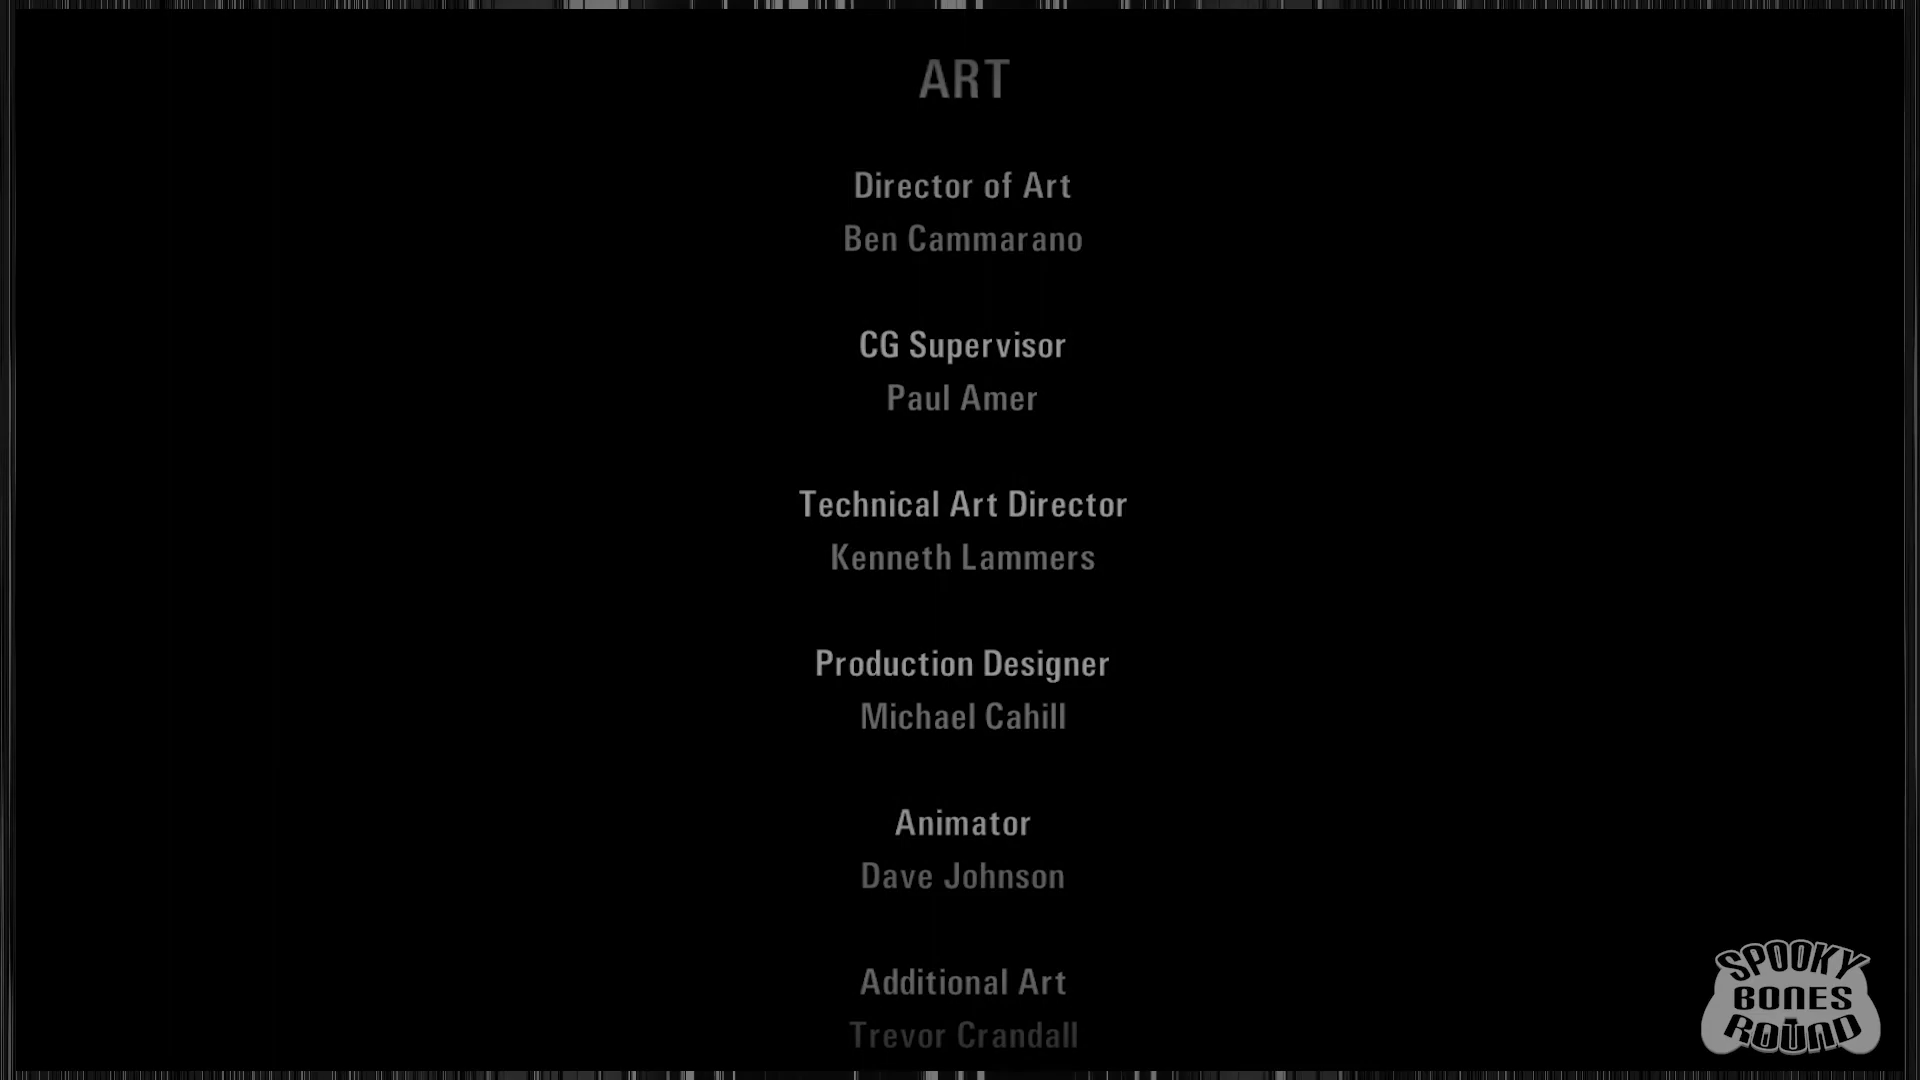 ART
Director of Art
Ben Cammarano
CG Supervisor
Paul Amer
Technical Art Director
Kenneth Lammers
Production Designer
Michael Cahill
Animator
Dave Johnson
Additional Art
Trevor Crandall
SPOOKY
BONES
ROUND